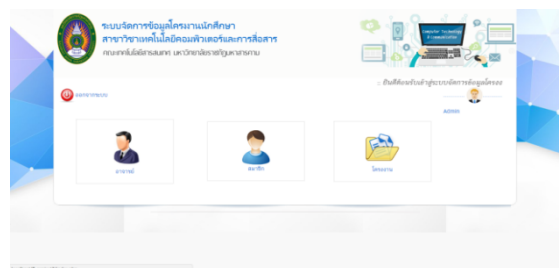 ระบบจัดการข้อมูลโครงงานนักศึกษา
สาขาวิชาเทคโนโลยีคอมพิวเตอร์และการสื่อสาร
คณะเทคโนโลยีสารสนเทศ มหาวิทยาลัยราชภัฏมหาสารคาม
Computer Technology
& Communication
ยินดีต้อนรับเข้าสู่ระบบจัดการข้อมูลโครงง
ออกจากระบบ
Admin
อาจารย์
สมาชิก
โครงงาน